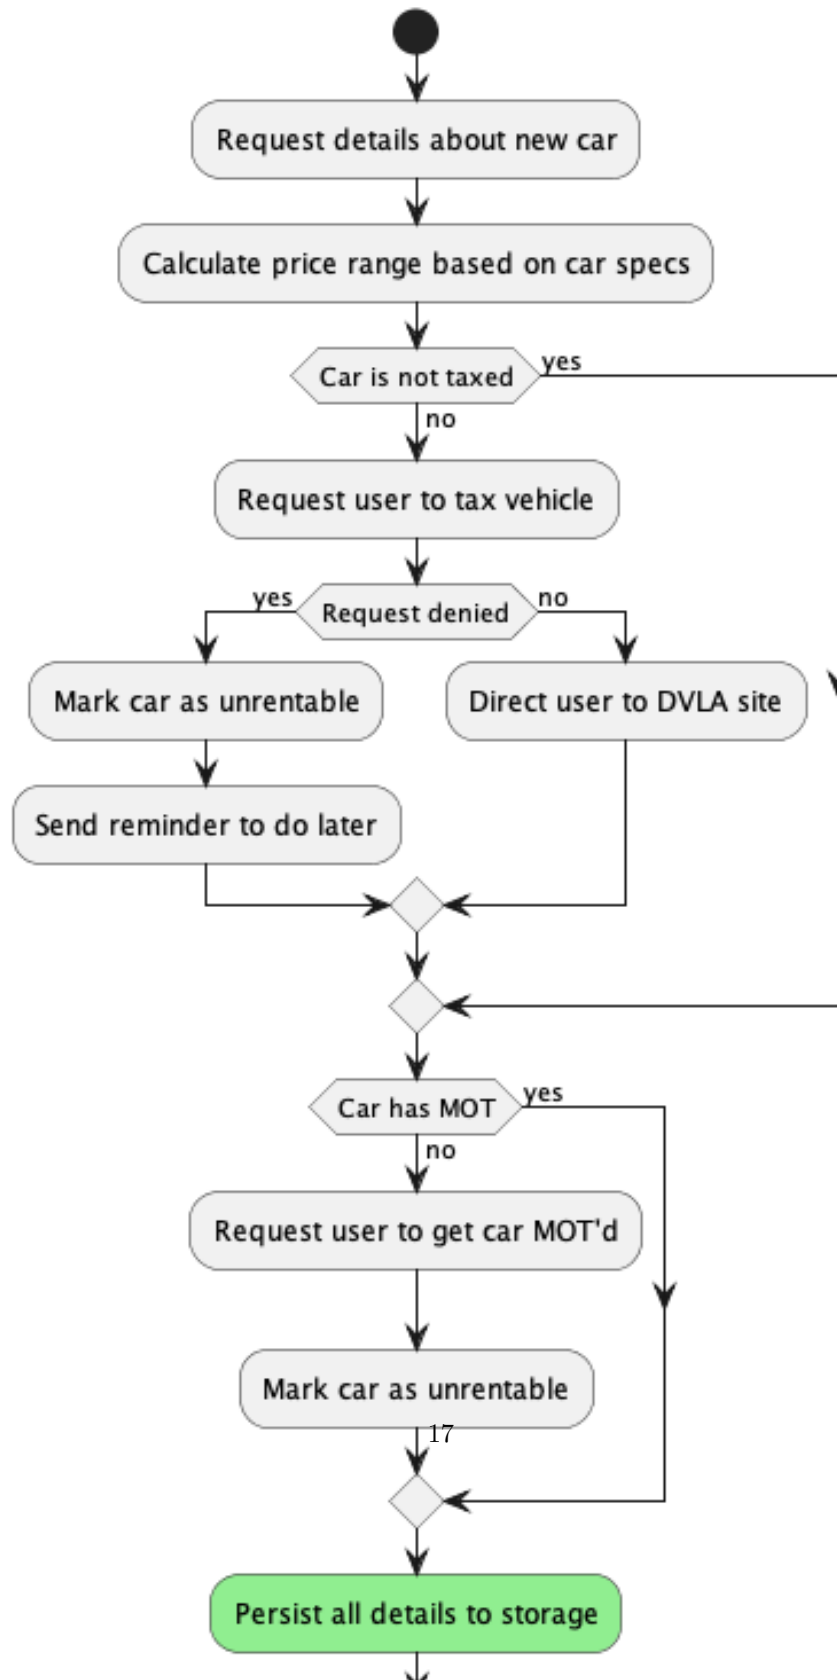 Request details about new car
Calculate price range based on car specs
Car is not taxed
yes
no
Request user to tax vehicle
yes
Request denied
no
Mark car as unrentable
Direct user to DVLA site
Send reminder to do later
Car has MOT
yes
no
Request user to get car MOT'd
Mark car as unrentable
17
Persist all details to storage